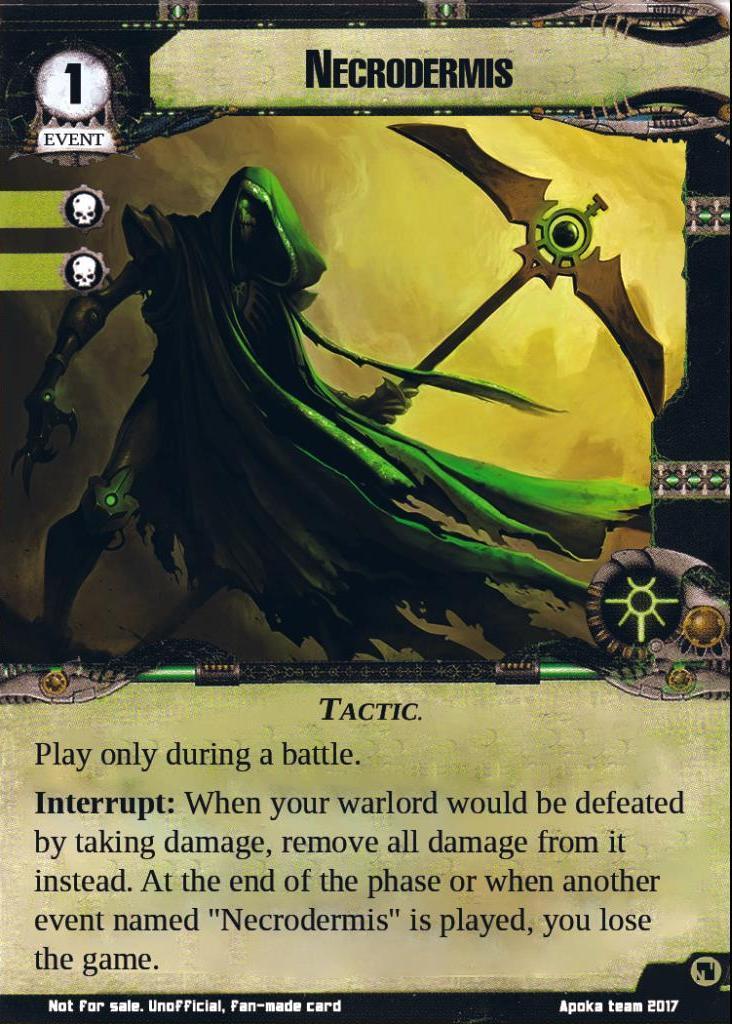 NECRODERMIS
1
EVENT
TACTIC.
Play only during a battle.
Interrupt: When your warlord would be defeated
by taking damage, remove all damage from it
instead. At the end of the phase or when another
event named "Necrodermis" is played, you lose
the game.
Not for sale. Unofficial, fan-made card
Apoka team 2017